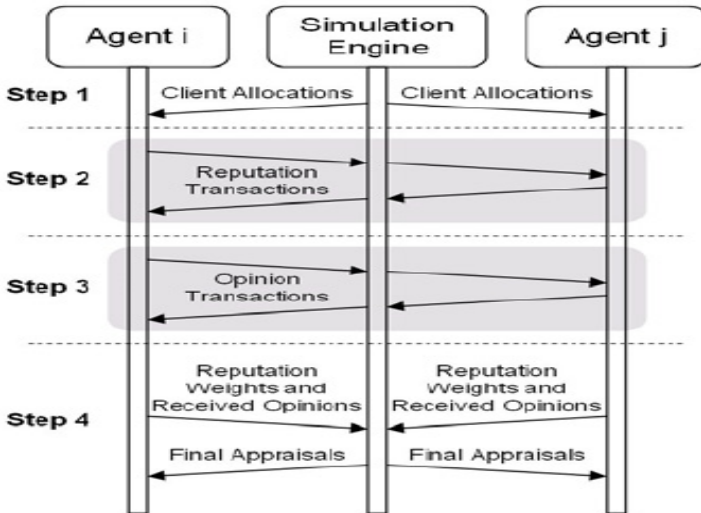 Agent i
Simulation
Engine
Agent j
Step 1
Client Allocations
Client Allocations
Step 2
Reputation
Transactions
Step 3
Opinion
Transactions
Step 4
Reputation
Weights and
Received Opinions
Reputation
Weights and
Received Opinions
Final Appraisals
Final Appraisals